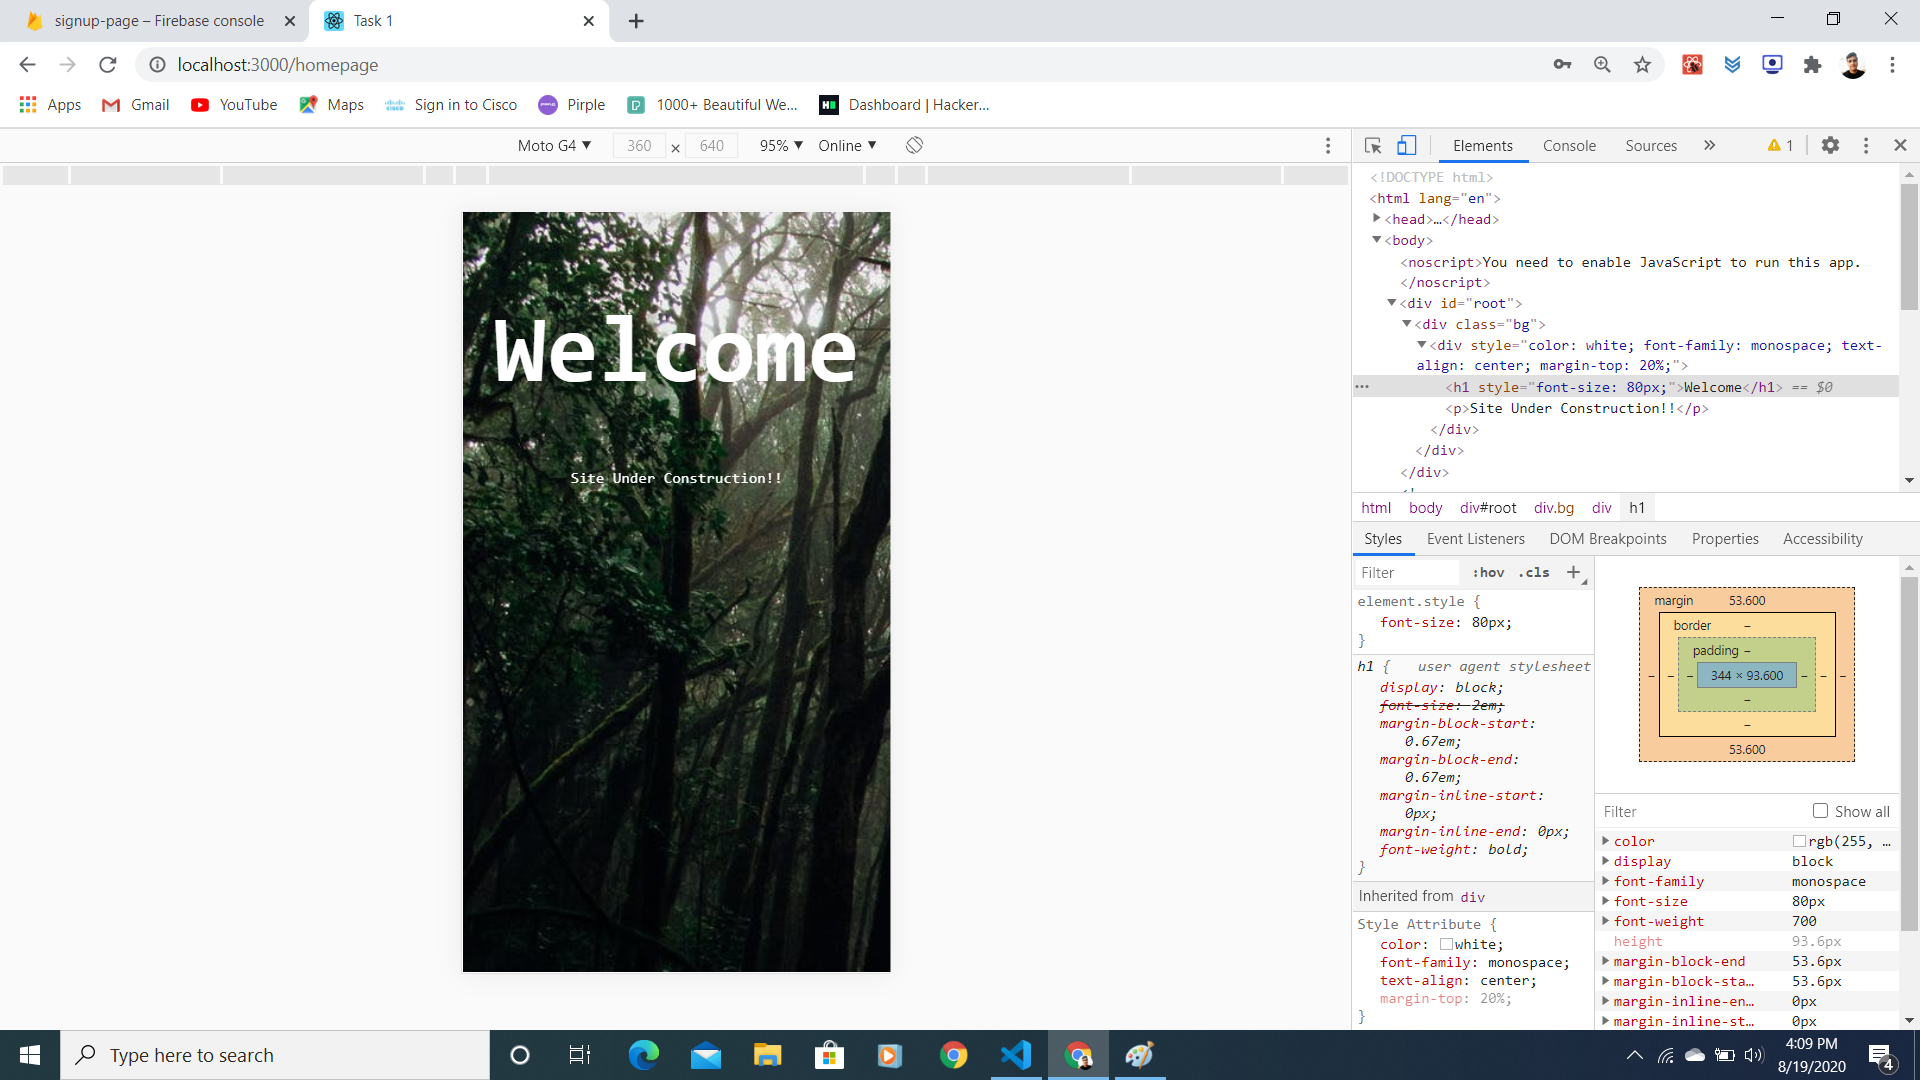 signup-page – Firebase console
Task 1
localhost:3000/homepage
Apps Gmail YouTube Maps Sign in to Cisco Pirple 1000+ Beautiful We... Dashboard | Hacker...
Moto G4 ▼ 360 × 640 95% ▼ Online ▼
Welcome
Site Under Construction!!
Elements Console Sources » 1
<!DOCTYPE html>
<html lang="en">
<head>…</head>
<body>
<noscript>You need to enable JavaScript to run this app.
</noscript>
<div id="root">
<div class="bg">
<div style="color: white; font-family: monospace; text-
align: center; margin-top: 20%;">
<h1 style="font-size: 80px;">Welcome</h1> == $0
<p>Site Under Construction!!</p>
</div>
</div>
</div>
html body div#root div.bg div h1
Styles Event Listeners DOM Breakpoints Properties Accessibility
Filter :hov .cls +
element.style {
font-size: 80px;
}
h1 { user agent stylesheet
display: block;
font-size: 2em;
margin-block-start:
0.67em;
margin-block-end:
0.67em;
margin-inline-start:
0px;
margin-inline-end: 0px;
font-weight: bold;
}
Inherited from div
Style Attribute {
color: white;
font-family: monospace;
text-align: center;
margin-top: 20%;
}
margin 53.600
border –
padding –
– – – 344 × 93.600 – – –
–
–
53.600
Filter Show all
color rgb(255, …
display block
font-family monospace
font-size 80px
font-weight 700
height 93.6px
margin-block-end 53.6px
margin-block-sta… 53.6px
margin-inline-en… 0px
margin-inline-st… 0px
Type here to search
4:09 PM
8/19/2020
4